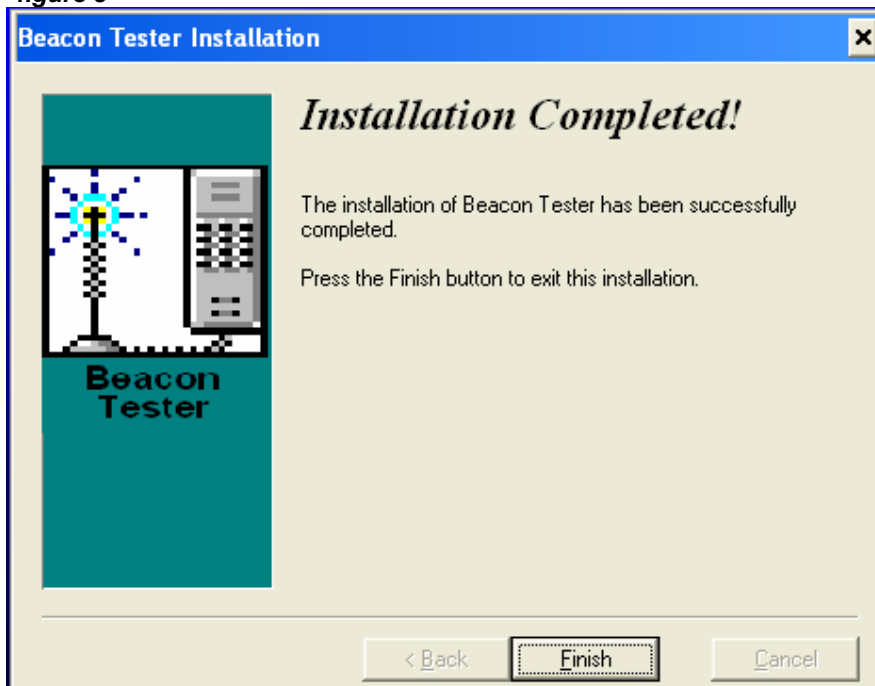 Beacon Tester Installation
Installation Completed!
The installation of Beacon Tester has been successfully
completed.
Press the Finish button to exit this installation.
Beacon
Tester
< Back
Finish
Cancel